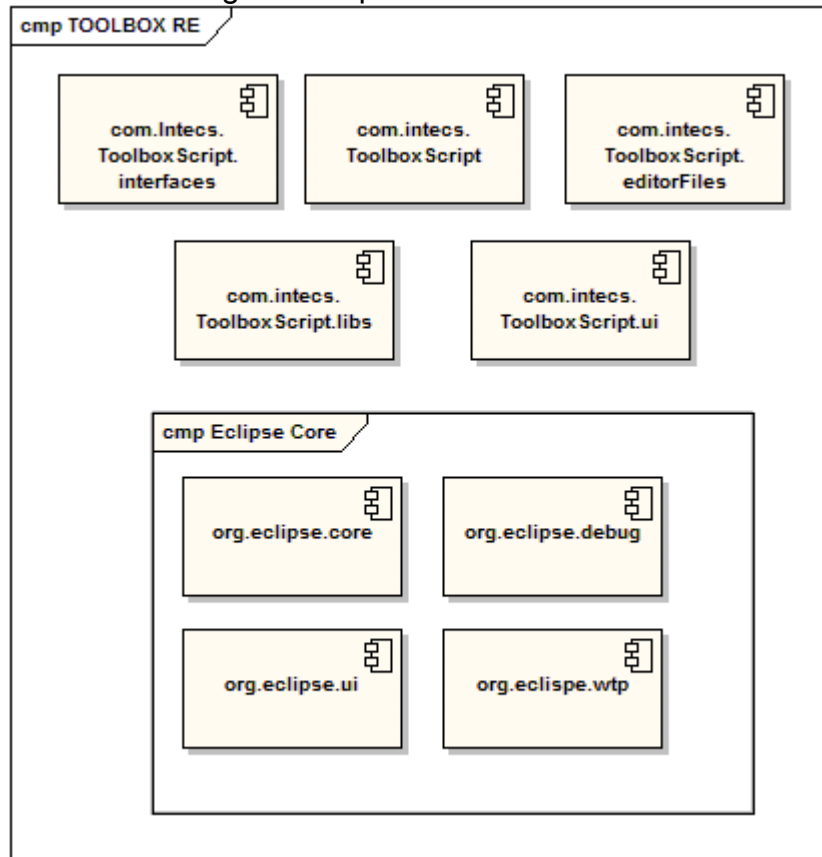 cmp TOOLBOX RE
com.Intecs.
ToolboxScript.
interfaces
com.intecs.
ToolboxScript
com.intecs.
ToolboxScript.
editorFiles
com.intecs.
ToolboxScript.libs
com.intecs.
ToolboxScript.ui
cmp Eclipse Core
org.eclipse.core
org.eclipse.debug
org.eclipse.ui
org.eclispe.wtp